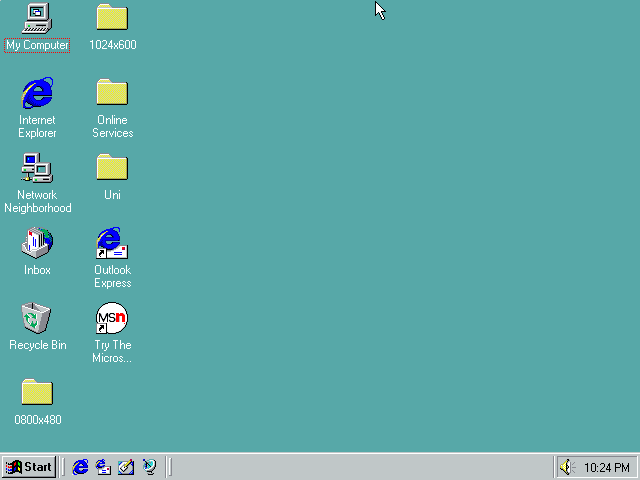 My Computer
1024x600
Internet
Explorer
Online
Services
Network
Neighborhood
Uni
Inbox
Outlook
Express
Recycle Bin
msn
Try The
Micros...
0800x480
Start
10:24 PM